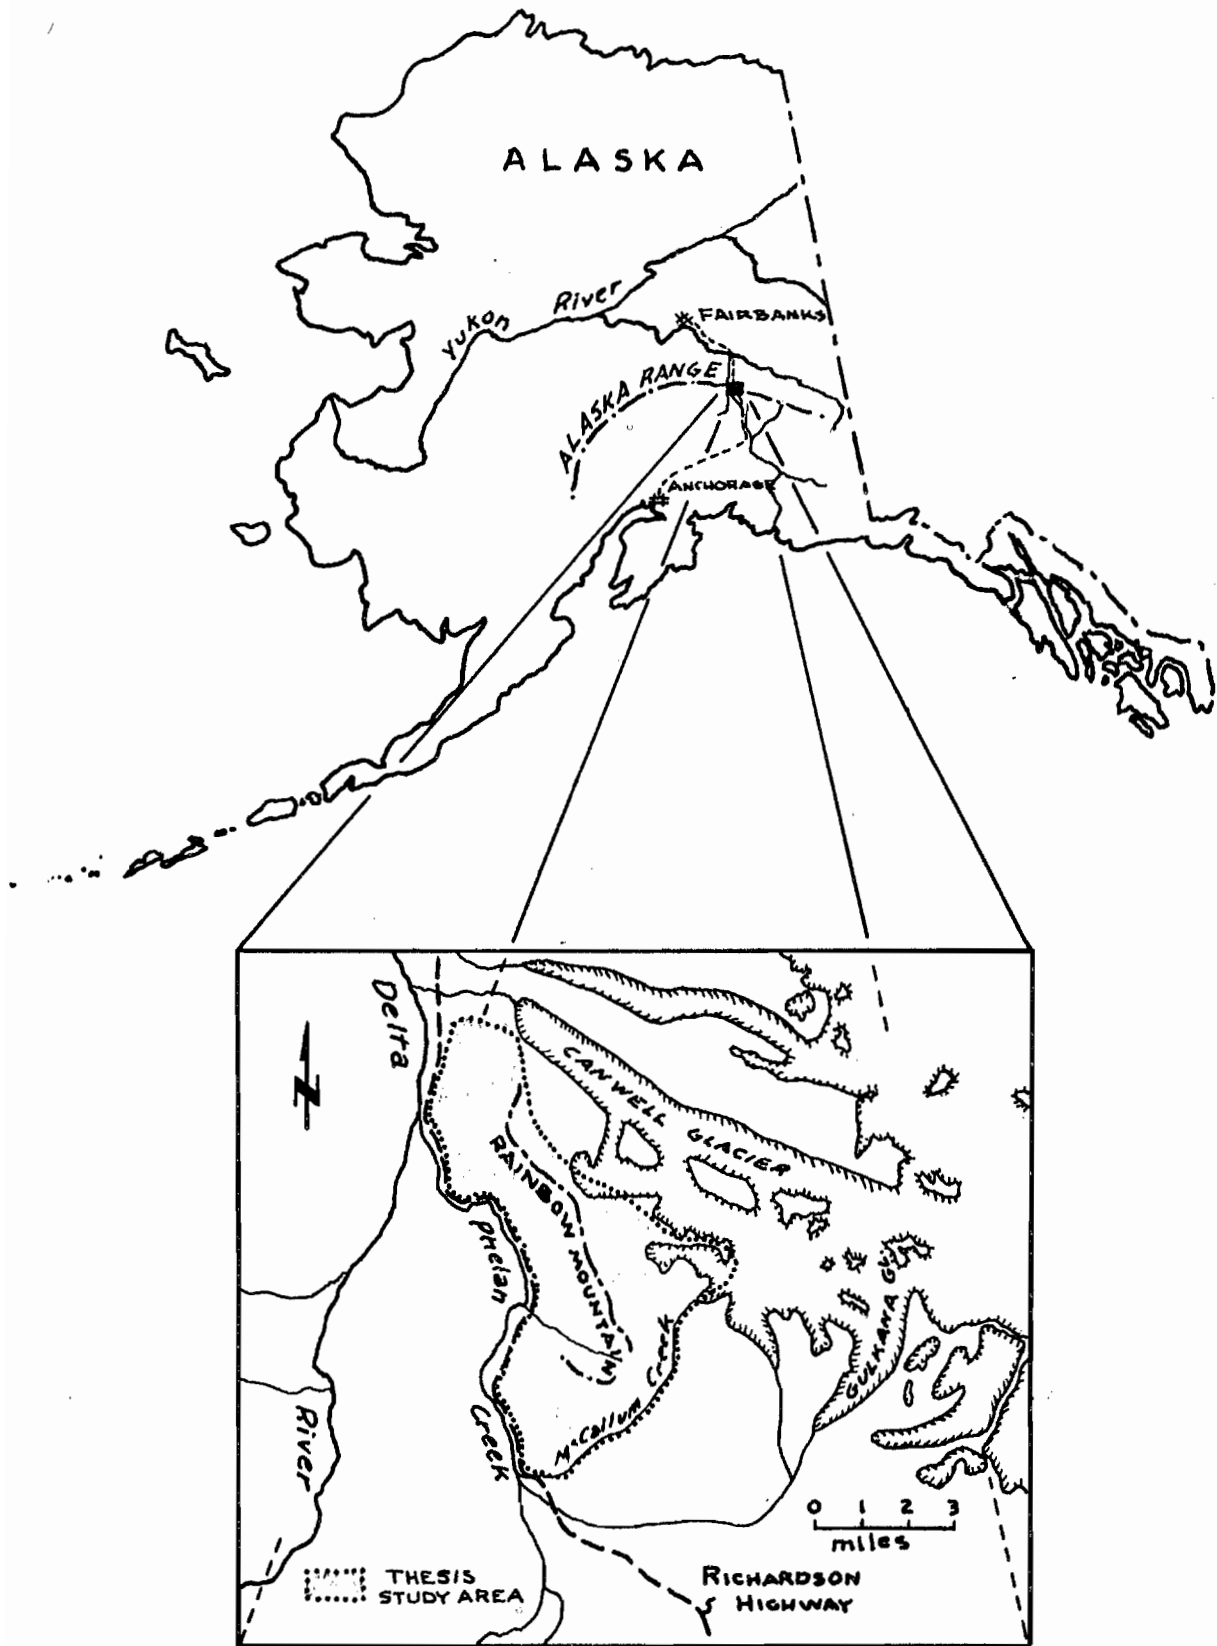 ALASKA
Yukon River
FAIRBANKS
ALASKA RANGE
ANCHORAGE
Delta
N
CANWELL GLACIER
RAINBOW MOUNTAIN
Phelan
GULKANA GL
McCallum Creek
Creek
River
0 1 2 3
miles
THESIS
STUDY AREA
RICHARDSON
HIGHWAY